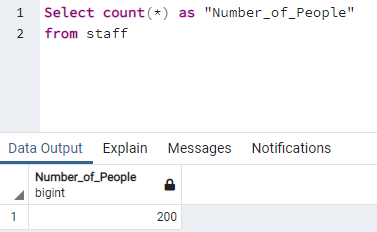 1 Select count(*) as "Number_of_People"
2 from staff
Data Output Explain Messages Notifications
Number_of_People
bigint
1 200